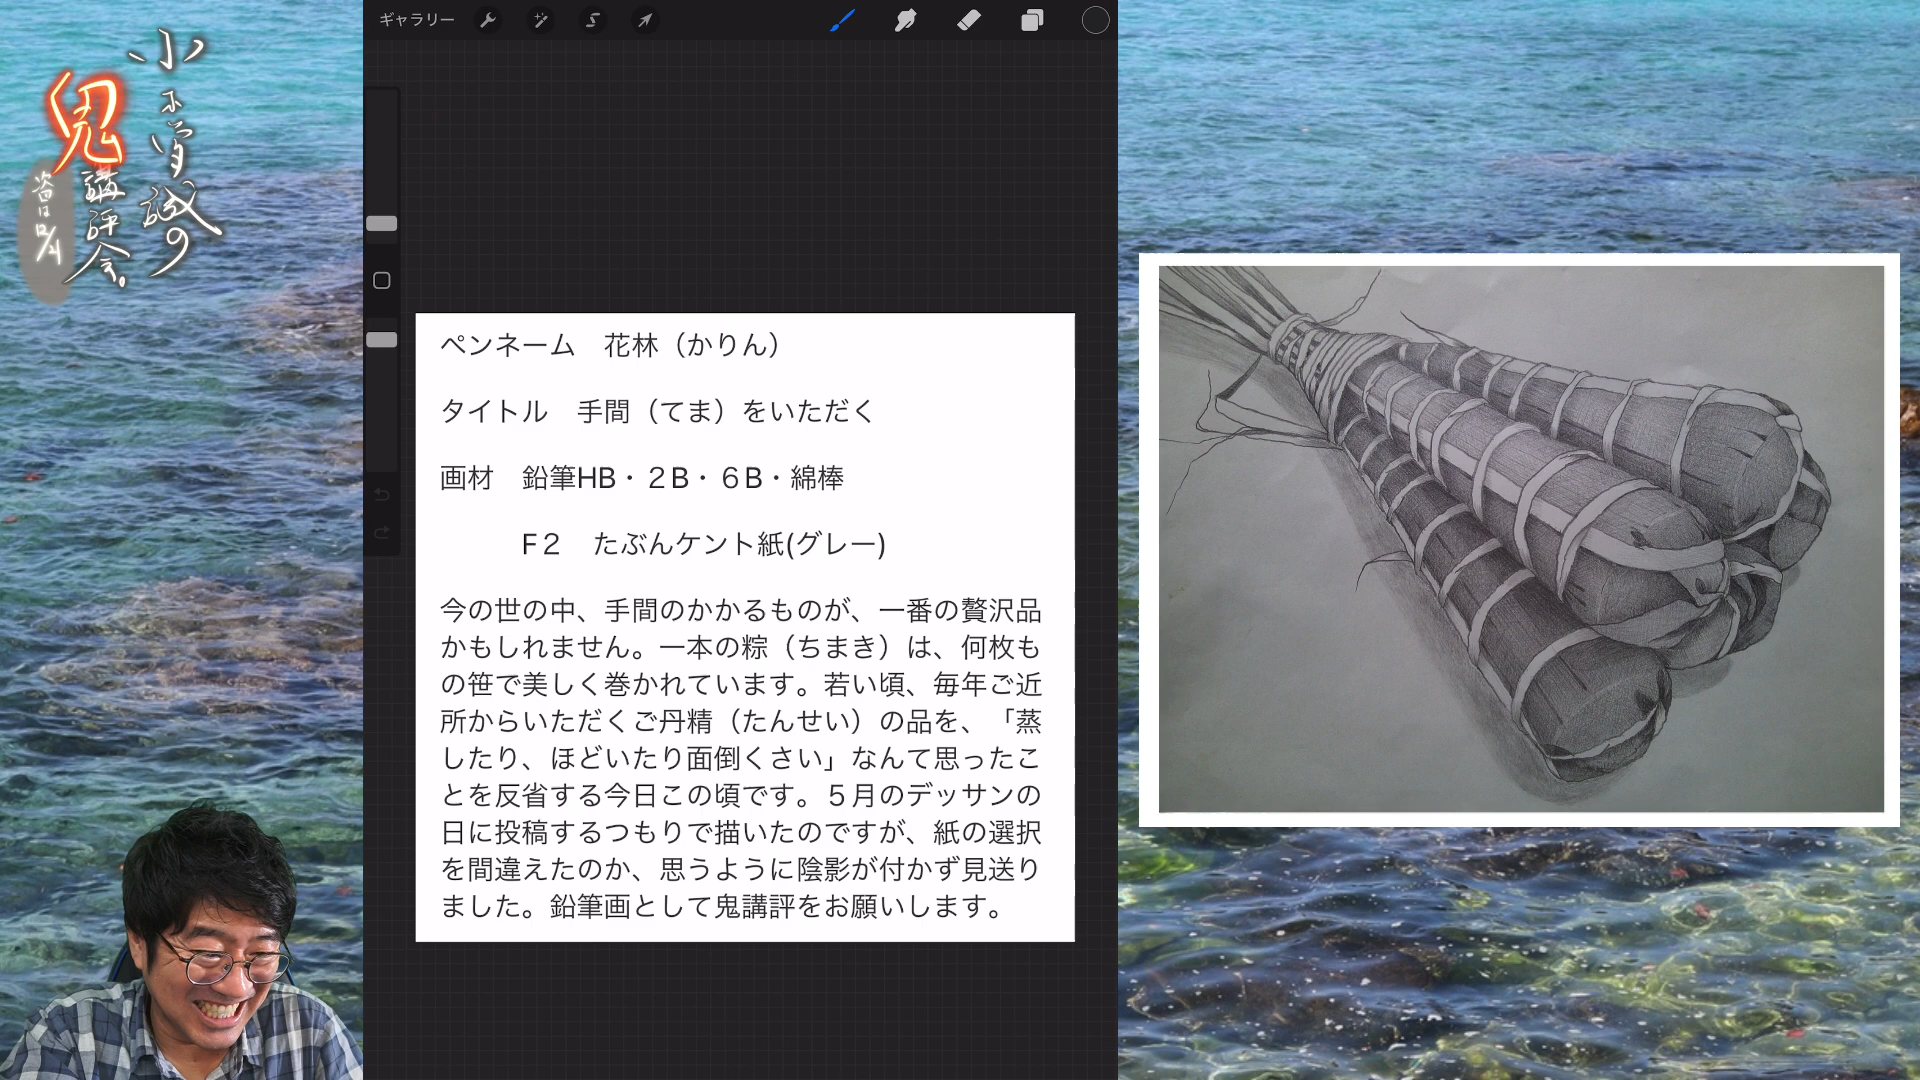 小木曽誠の
鬼講評会。
ギャラリー
ペンネーム　花林（かりん）
タイトル　手間（てま）をいただく
画材　鉛筆HB・２B・６B・綿棒
F２　たぶんケント紙(グレー)
今の世の中、手間のかかるものが、一番の贅沢品
かもしれません。一本の粽（ちまき）は、何枚も
の笹で美しく巻かれています。若い頃、毎年ご近
所からいただくご丹精（たんせい）の品を、「蒸
したり、ほどいたり面倒くさい」なんて思ったこ
とを反省する今日この頃です。５月のデッサンの
日に投稿するつもりで描いたのですが、紙の選択
を間違えたのか、思うように陰影が付かず見送り
ました。鉛筆画として鬼講評をお願いします。